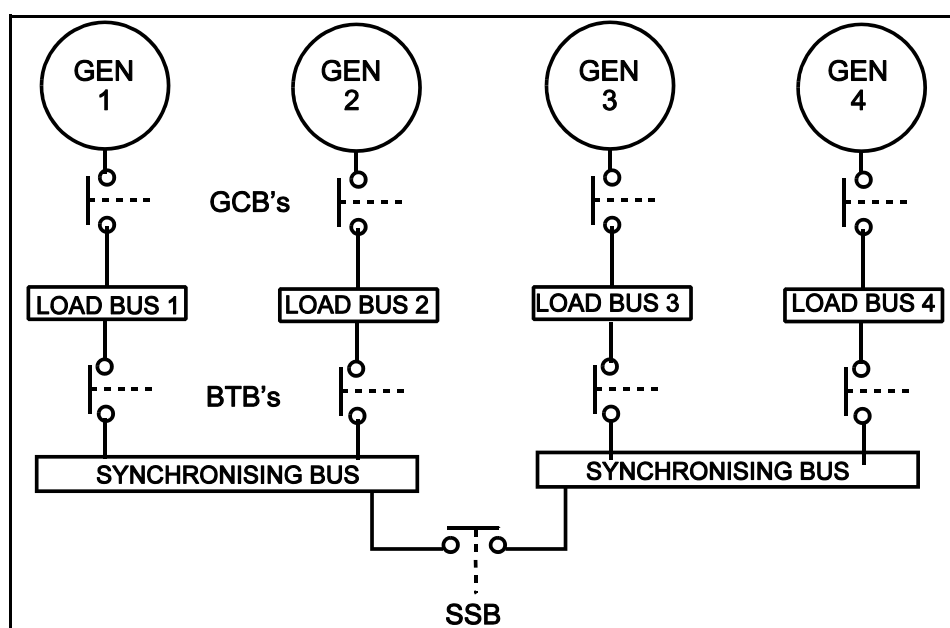 GEN
1
GEN
2
GEN
3
GEN
4
GCB's
LOAD BUS 1
LOAD BUS 2
LOAD BUS 3
LOAD BUS 4
BTB's
SYNCHRONISING BUS
SYNCHRONISING BUS
SSB